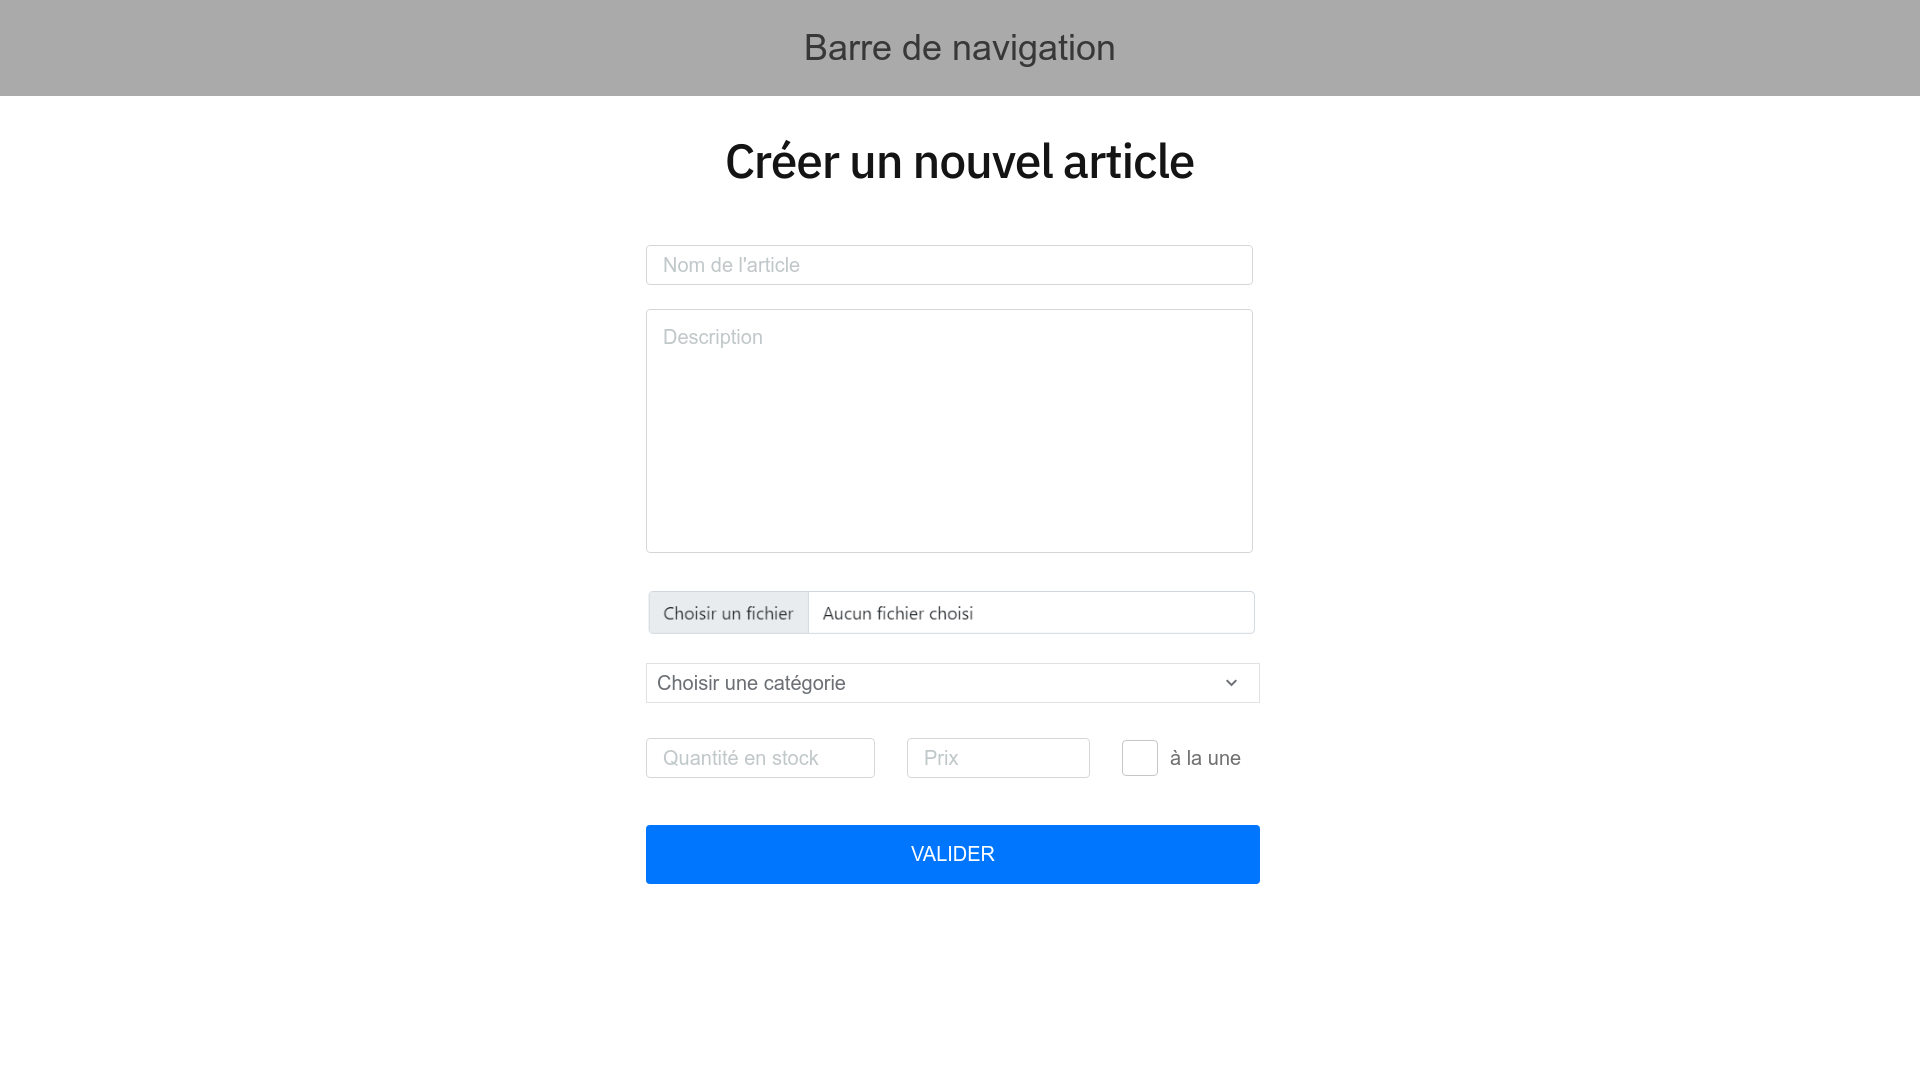 Barre de navigation
Créer un nouvel article
Nom de l'article
Description
Choisir un fichier Aucun fichier choisi
Choisir une catégorie
Quantité en stock Prix à la une
VALIDER